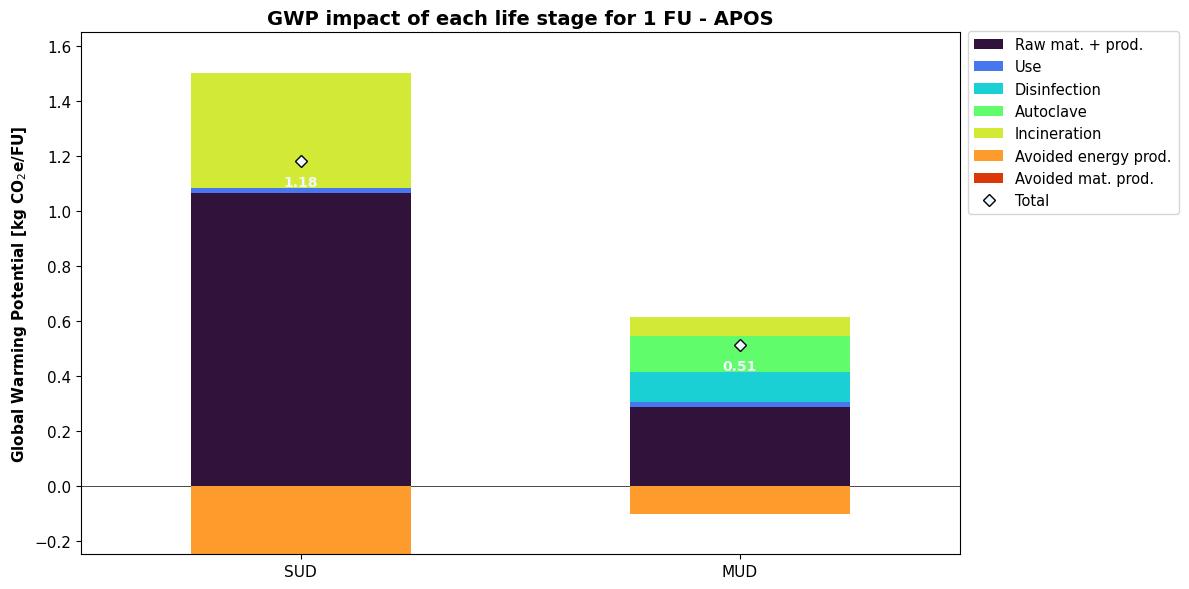 GWP impact of each life stage for 1 FU - APOS
Global Warming Potential [kg CO₂e/FU]
1.6
1.4
1.2
1.0
0.8
0.6
0.4
0.2
0.0
−0.2
1.18
0.51
SUD
MUD
Raw mat. + prod.
Use
Disinfection
Autoclave
Incineration
Avoided energy prod.
Avoided mat. prod.
Total